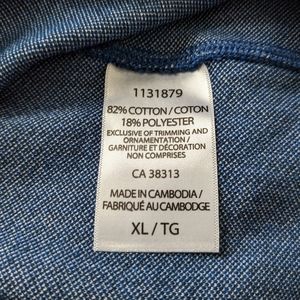 1131879
82% COTTON / COTON
18% POLYESTER
EXCLUSIVE OF TRIMMING AND
ORNAMENTATION /
GARNITURE ET DÉCORATION
NON COMPRISES
CA 38313
MADE IN CAMBODIA /
FABRIQUÉ AU CAMBODGE
XL / TG